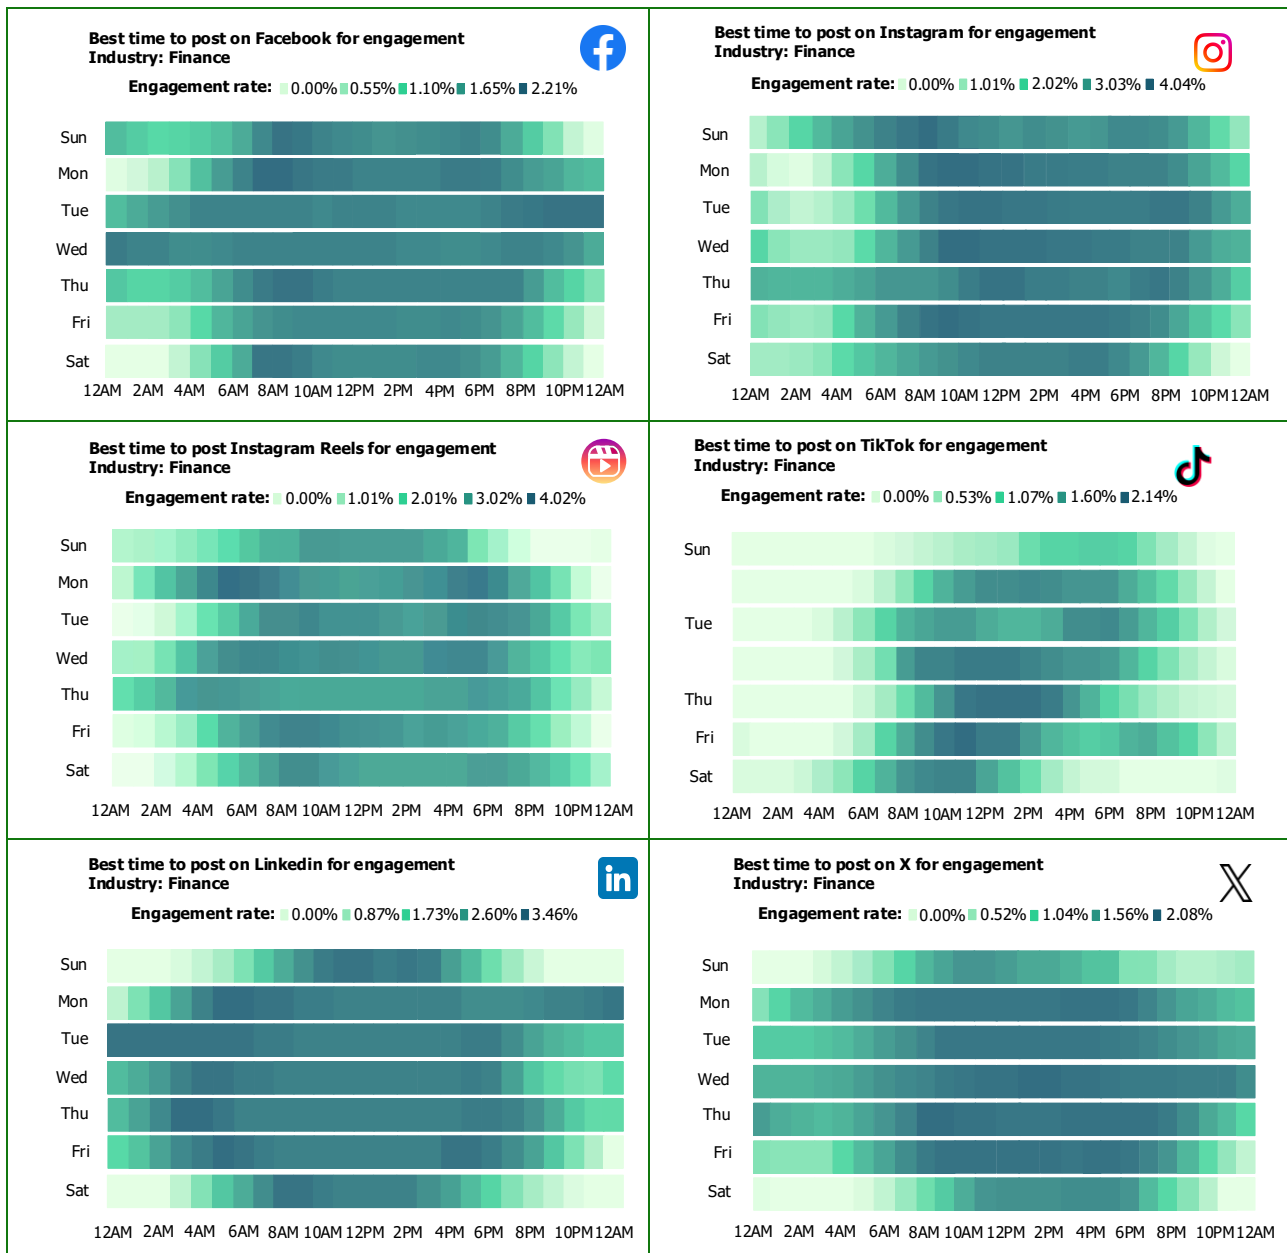 Best time to post on Facebook for engagement
Industry: Finance
Engagement rate: 0.00% 0.55% 1.10% 1.65% 2.21%
Sun
Mon
Tue
Wed
Thu
Fri
Sat
12AM 2AM 4AM 6AM 8AM 10AM 12PM 2PM 4PM 6PM 8PM 10PM 12AM
Best time to post on Instagram for engagement
Industry: Finance
Engagement rate: 0.00% 1.01% 2.02% 3.03% 4.04%
Sun
Mon
Tue
Wed
Thu
Fri
Sat
12AM 2AM 4AM 6AM 8AM 10AM 12PM 2PM 4PM 6PM 8PM 10PM 12AM
Best time to post Instagram Reels for engagement
Industry: Finance
Engagement rate: 0.00% 1.01% 2.01% 3.02% 4.02%
Sun
Mon
Tue
Wed
Thu
Fri
Sat
12AM 2AM 4AM 6AM 8AM 10AM 12PM 2PM 4PM 6PM 8PM 10PM 12AM
Best time to post on TikTok for engagement
Industry: Finance
Engagement rate: 0.00% 0.53% 1.07% 1.60% 2.14%
Sun
Tue
Thu
Fri
Sat
12AM 2AM 4AM 6AM 8AM 10AM 12PM 2PM 4PM 6PM 10PM 12AM
Best time to post on Linkedin for engagement
Industry: Finance
in
Engagement rate: 0.00% 0.87% 1.73% 2.60% 3.46%
Sun
Mon
Tue
Wed
Thu
Fri
Sat
12AM 2AM 4AM 6AM 8AM 10AM 12PM 2PM 4PM 6PM 8PM 10PM 12AM
Best time to post on X for engagement
Industry: Finance
Engagement rate: 0.00% 0.52% 1.04% 1.56% 2.08%
Sun
Mon
Tue
Wed
Thu
Fri
Sat
12AM 2AM 4AM 6AM 8AM 10AM 12PM 2PM 4PM 6PM 8PM 10PM 12AM